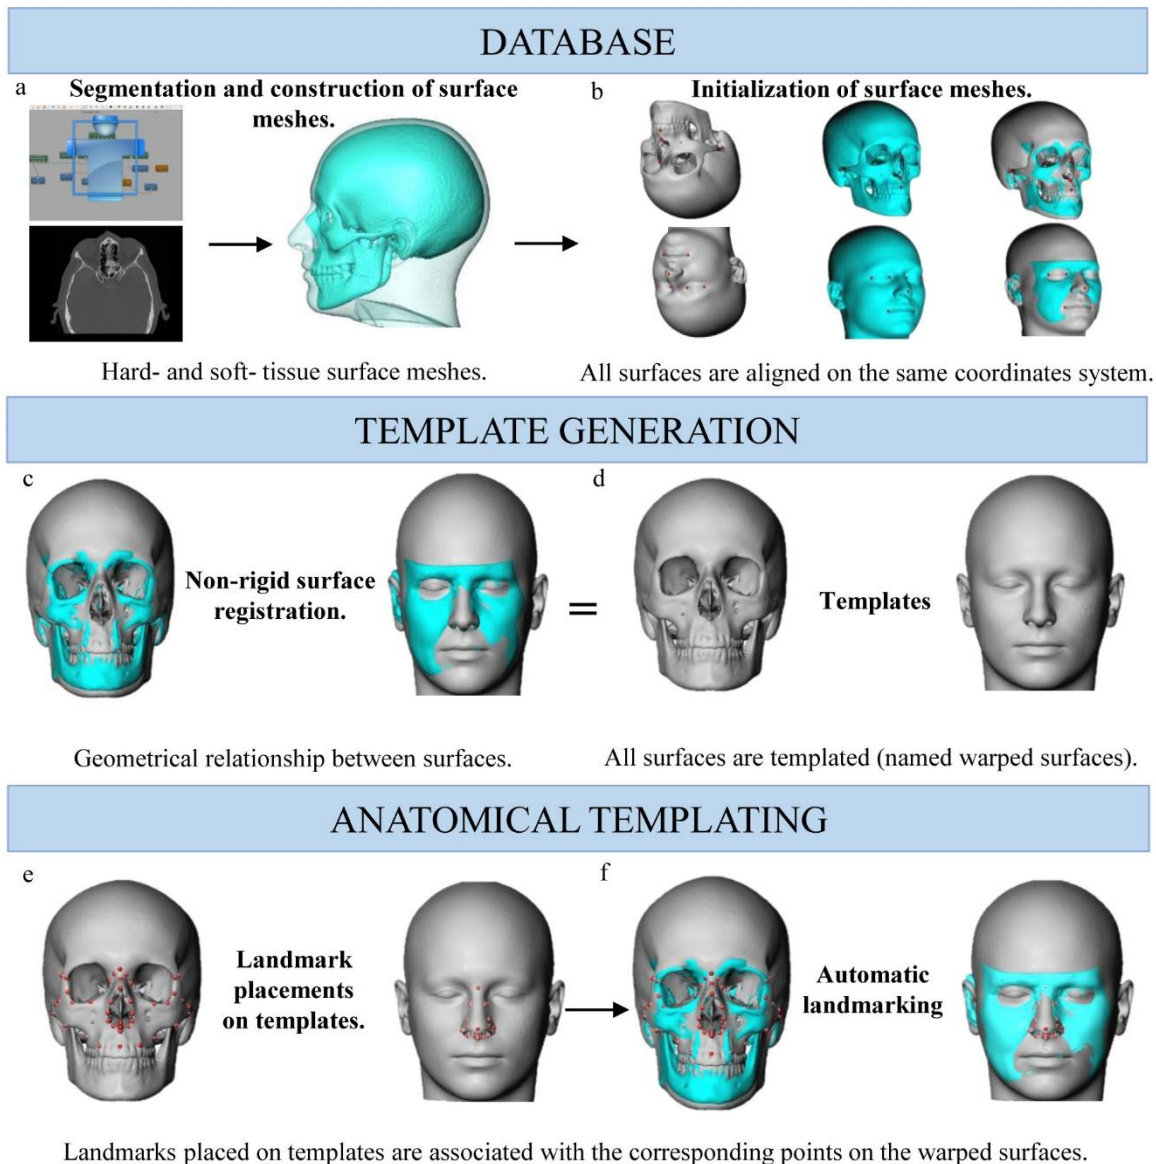 DATABASE
a
Segmentation and construction of surface
meshes.
b
Initialization of surface meshes.
Hard- and soft- tissue surface meshes.
All surfaces are aligned on the same coordinates system.
TEMPLATE GENERATION
c
d
Non-rigid surface
registration.
=
Templates
Geometrical relationship between surfaces.
All surfaces are templated (named warped surfaces).
ANATOMICAL TEMPLATING
e
f
Landmark
placements
on templates.
Automatic
landmarking
Landmarks placed on templates are associated with the corresponding points on the warped surfaces.